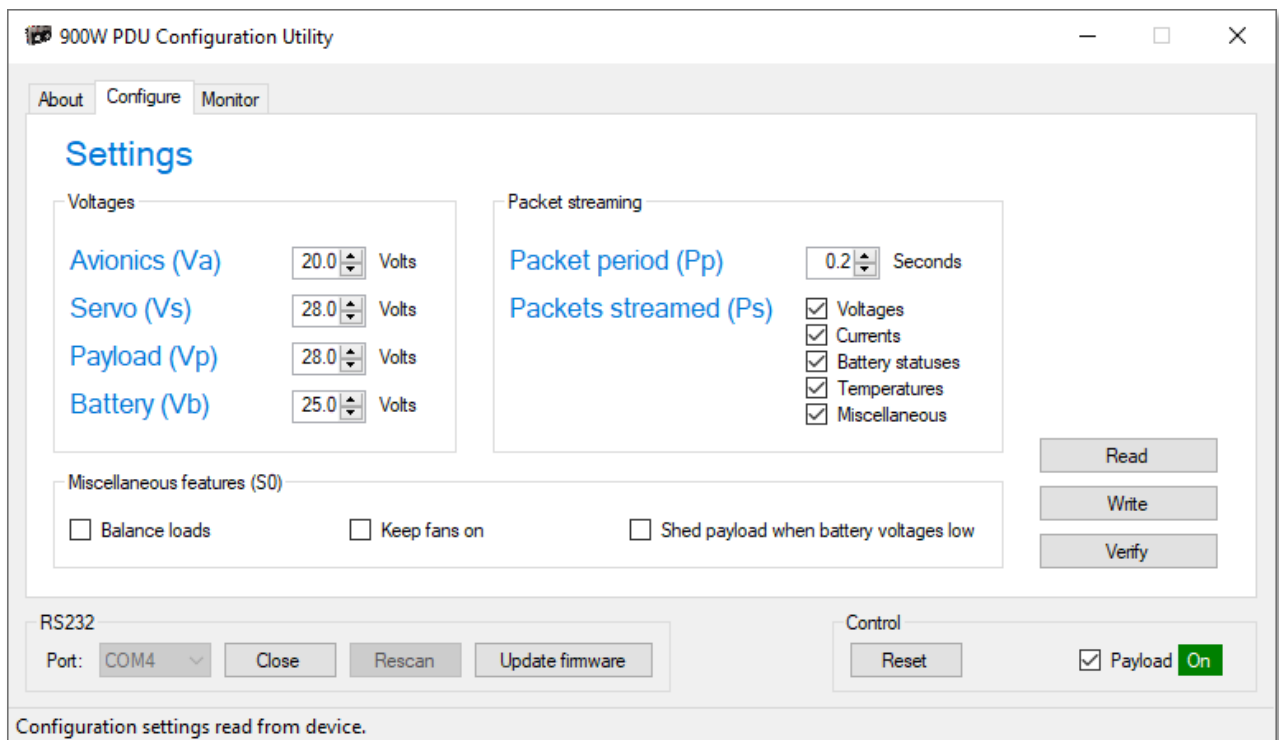 900W PDU Configuration Utility
About Configure Monitor
Settings
Voltages
Avionics (Va) 20.0 Volts
Servo (Vs) 28.0 Volts
Payload (Vp) 28.0 Volts
Battery (Vb) 25.0 Volts
Packet streaming
Packet period (Pp) 0.2 Seconds
Packets streamed (Ps) Voltages
Currents
Battery statuses
Temperatures
Miscellaneous
Miscellaneous features (S0)
Balance loads Keep fans on Shed payload when battery voltages low
Read
Write
Verify
RS232
Port: COM4 Close Rescan Update firmware
Control
Reset Payload On
Configuration settings read from device.